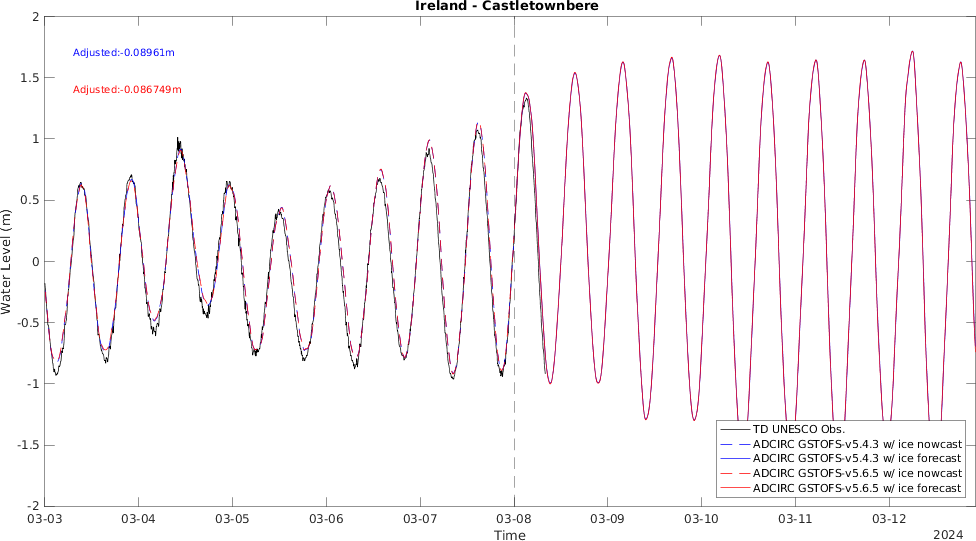 Ireland - Castletownbere
Adjusted:-0.08961m
Adjusted:-0.086749m
2
1.5
1
0.5
0
-0.5
-1
-1.5
-2
Water Level (m)
TD UNESCO Obs.
ADCIRC GSTOFS-v5.4.3 w/ ice nowcast
ADCIRC GSTOFS-v5.4.3 w/ ice forecast
ADCIRC GSTOFS-v5.6.5 w/ ice nowcast
ADCIRC GSTOFS-v5.6.5 w/ ice forecast
03-03 03-04 03-05 03-06 03-07 03-08 03-09 03-10 03-11 03-12
Time
2024